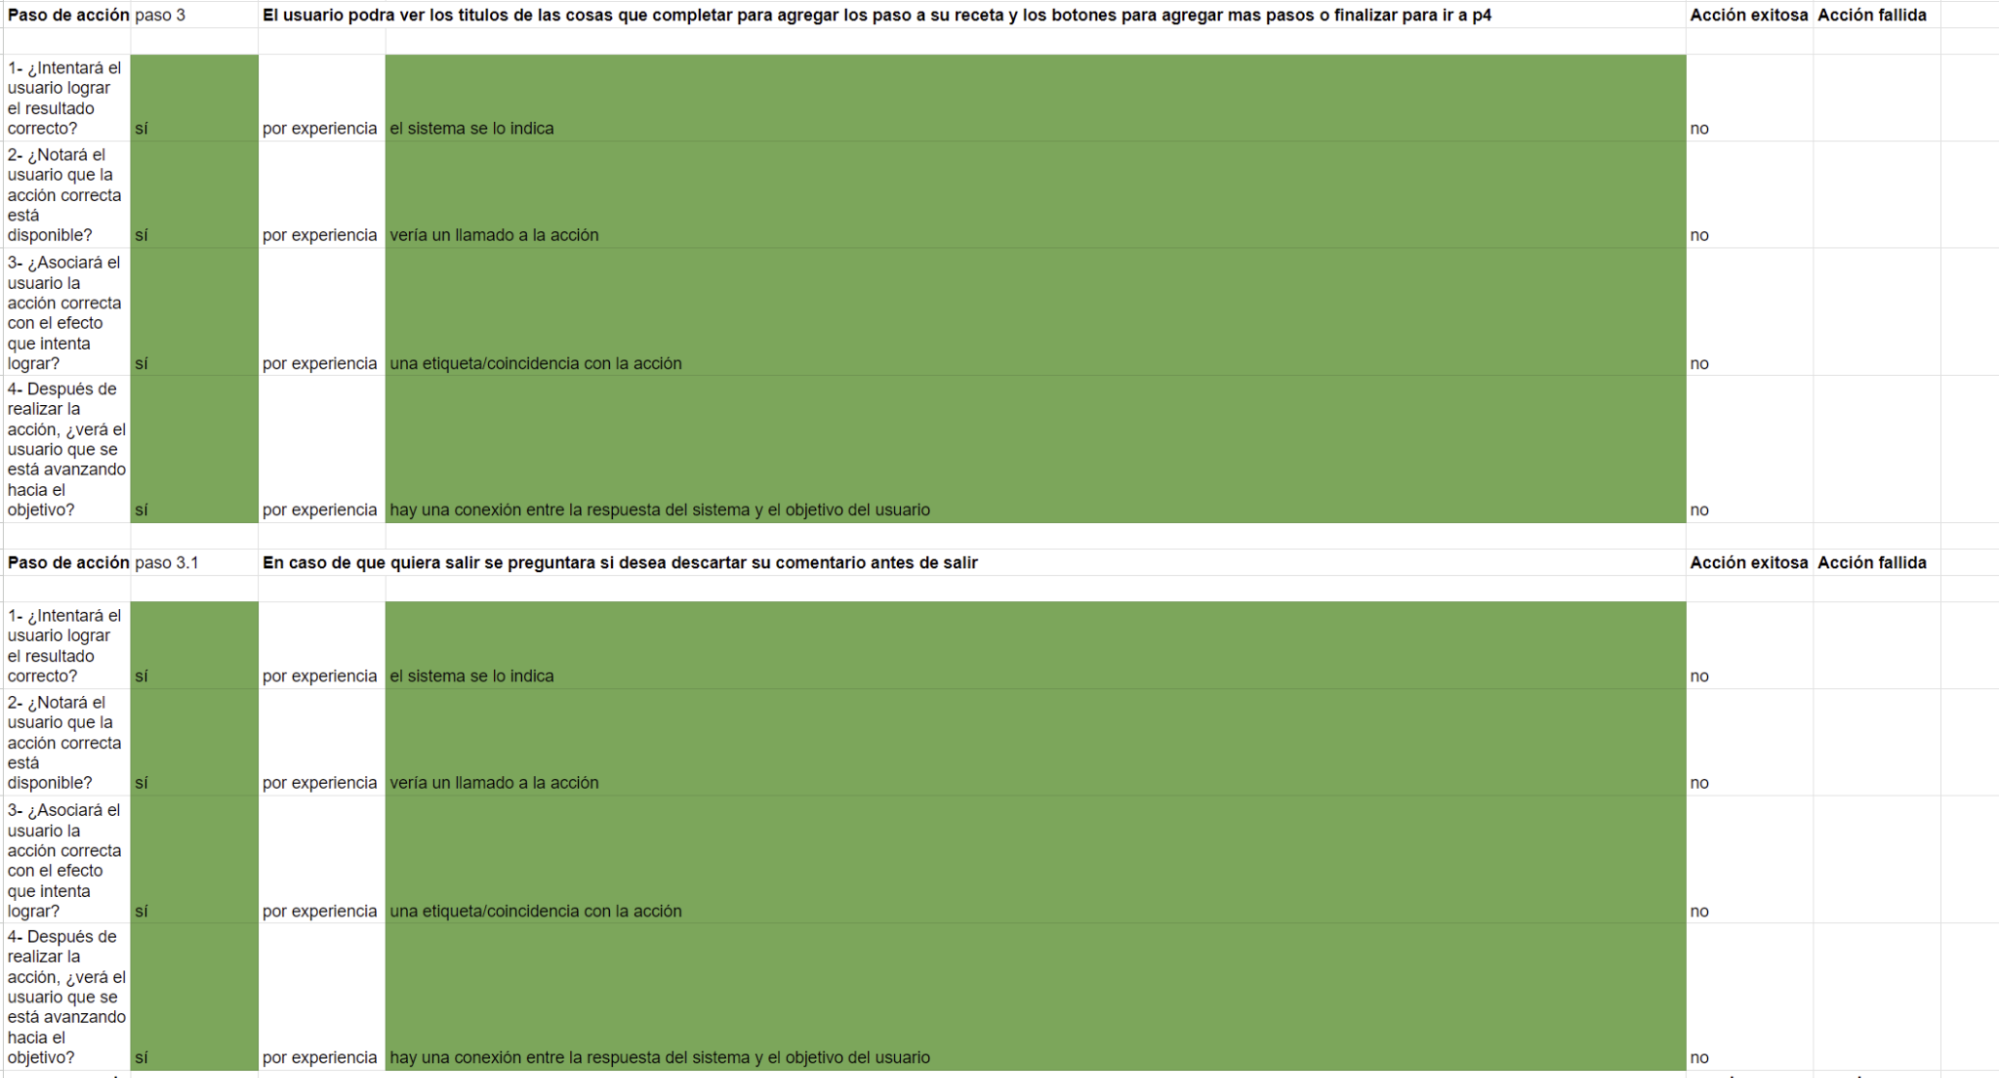 Paso de acción paso 3 El usuario podra ver los titulos de las cosas que completar para agregar los paso a su receta y los botones para agregar mas pasos o finalizar para ir a p4 Acción exitosa Acción fallida
1- ¿Intentará el
usuario lograr
el resultado
correcto? sí por experiencia el sistema se lo indica no
2- ¿Notará el
usuario que la
acción correcta
está
disponible? sí por experiencia vería un llamado a la acción no
3- ¿Asociará el
usuario la
acción correcta
con el efecto
que intenta
lograr? sí por experiencia una etiqueta/coincidencia con la acción no
4- Después de
realizar la
acción, ¿verá el
usuario que se
está avanzando
hacia el
objetivo? sí por experiencia hay una conexión entre la respuesta del sistema y el objetivo del usuario no
Paso de acción paso 3.1 En caso de que quiera salir se preguntara si desea descartar su comentario antes de salir Acción exitosa Acción fallida
1- ¿Intentará el
usuario lograr
el resultado
correcto? sí por experiencia el sistema se lo indica no
2- ¿Notará el
usuario que la
acción correcta
está
disponible? sí por experiencia vería un llamado a la acción no
3- ¿Asociará el
usuario la
acción correcta
con el efecto
que intenta
lograr? sí por experiencia una etiqueta/coincidencia con la acción no
4- Después de
realizar la
acción, ¿verá el
usuario que se
está avanzando
hacia el
objetivo? sí por experiencia hay una conexión entre la respuesta del sistema y el objetivo del usuario no